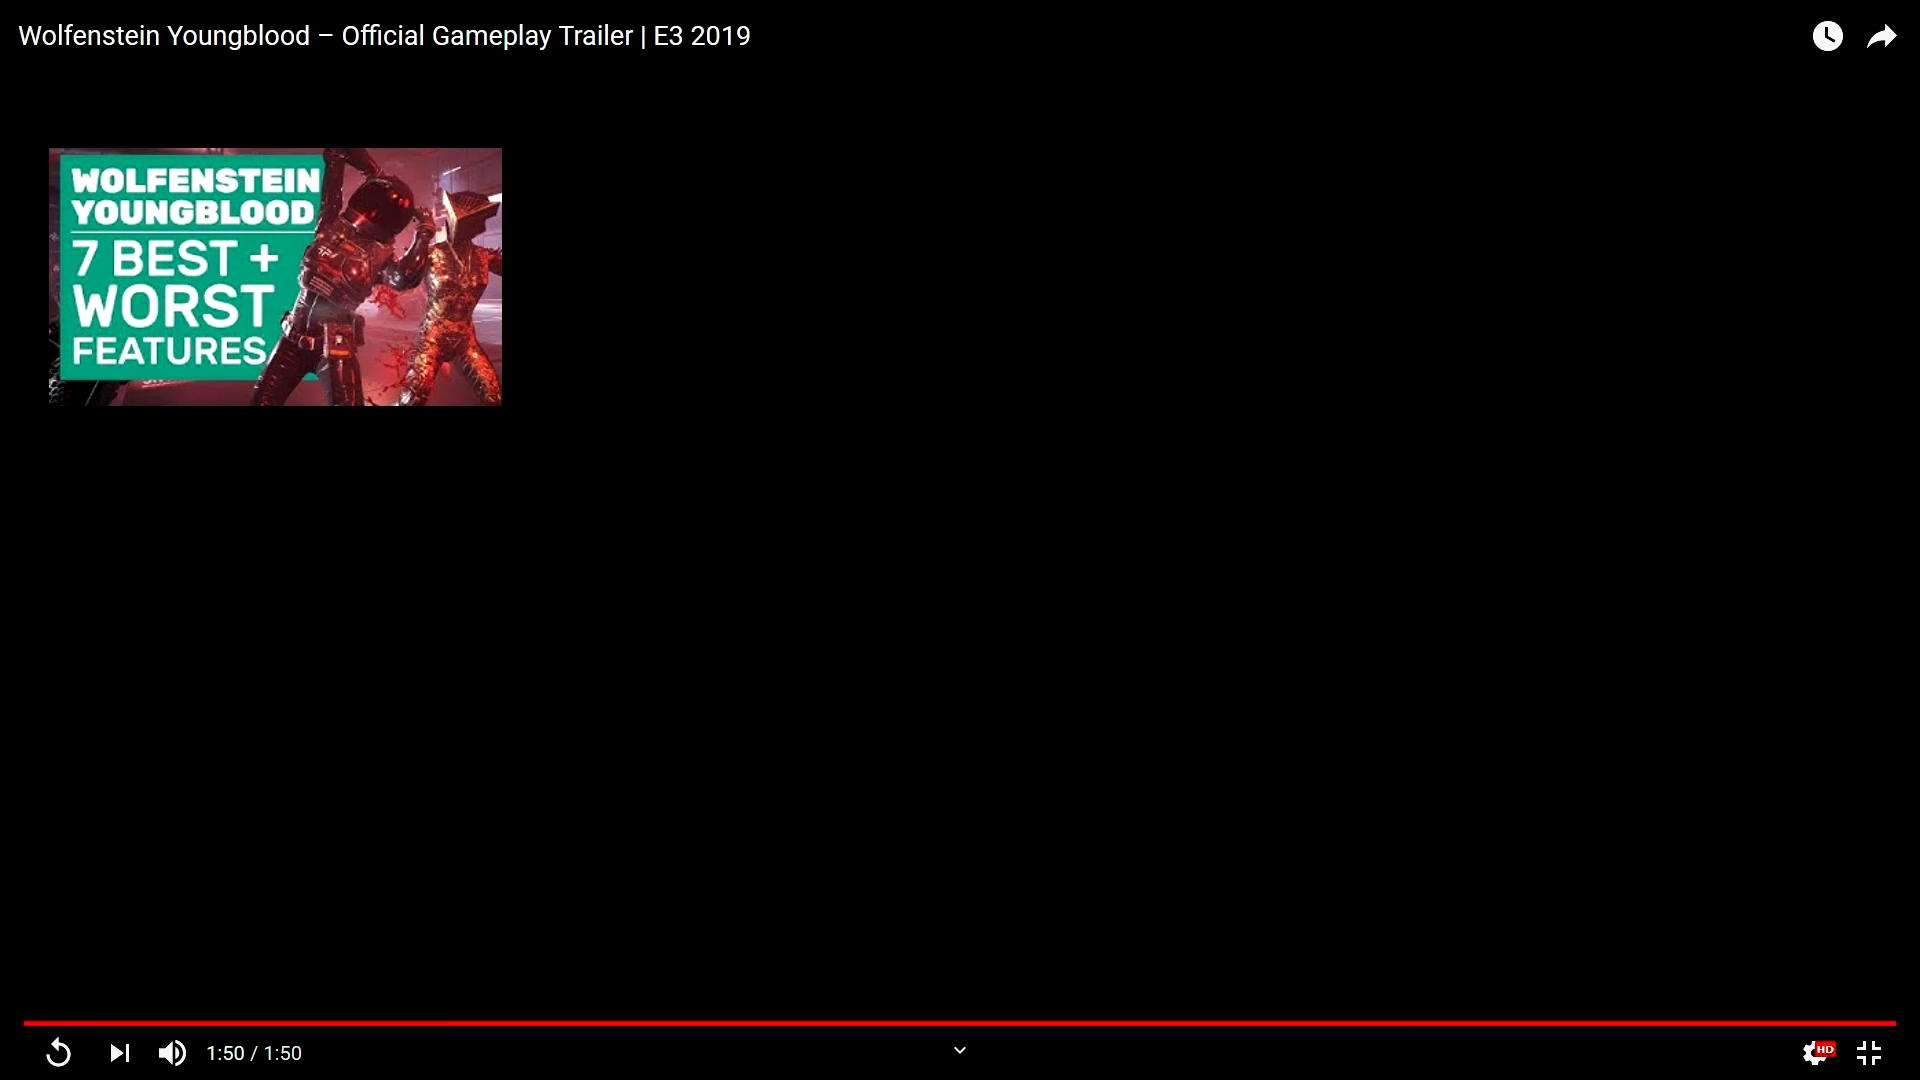 Wolfenstein Youngblood – Official Gameplay Trailer | E3 2019
WOLFENSTEIN
YOUNGBLOOD
7 BEST +
WORST
FEATURES
1:50 / 1:50
HD